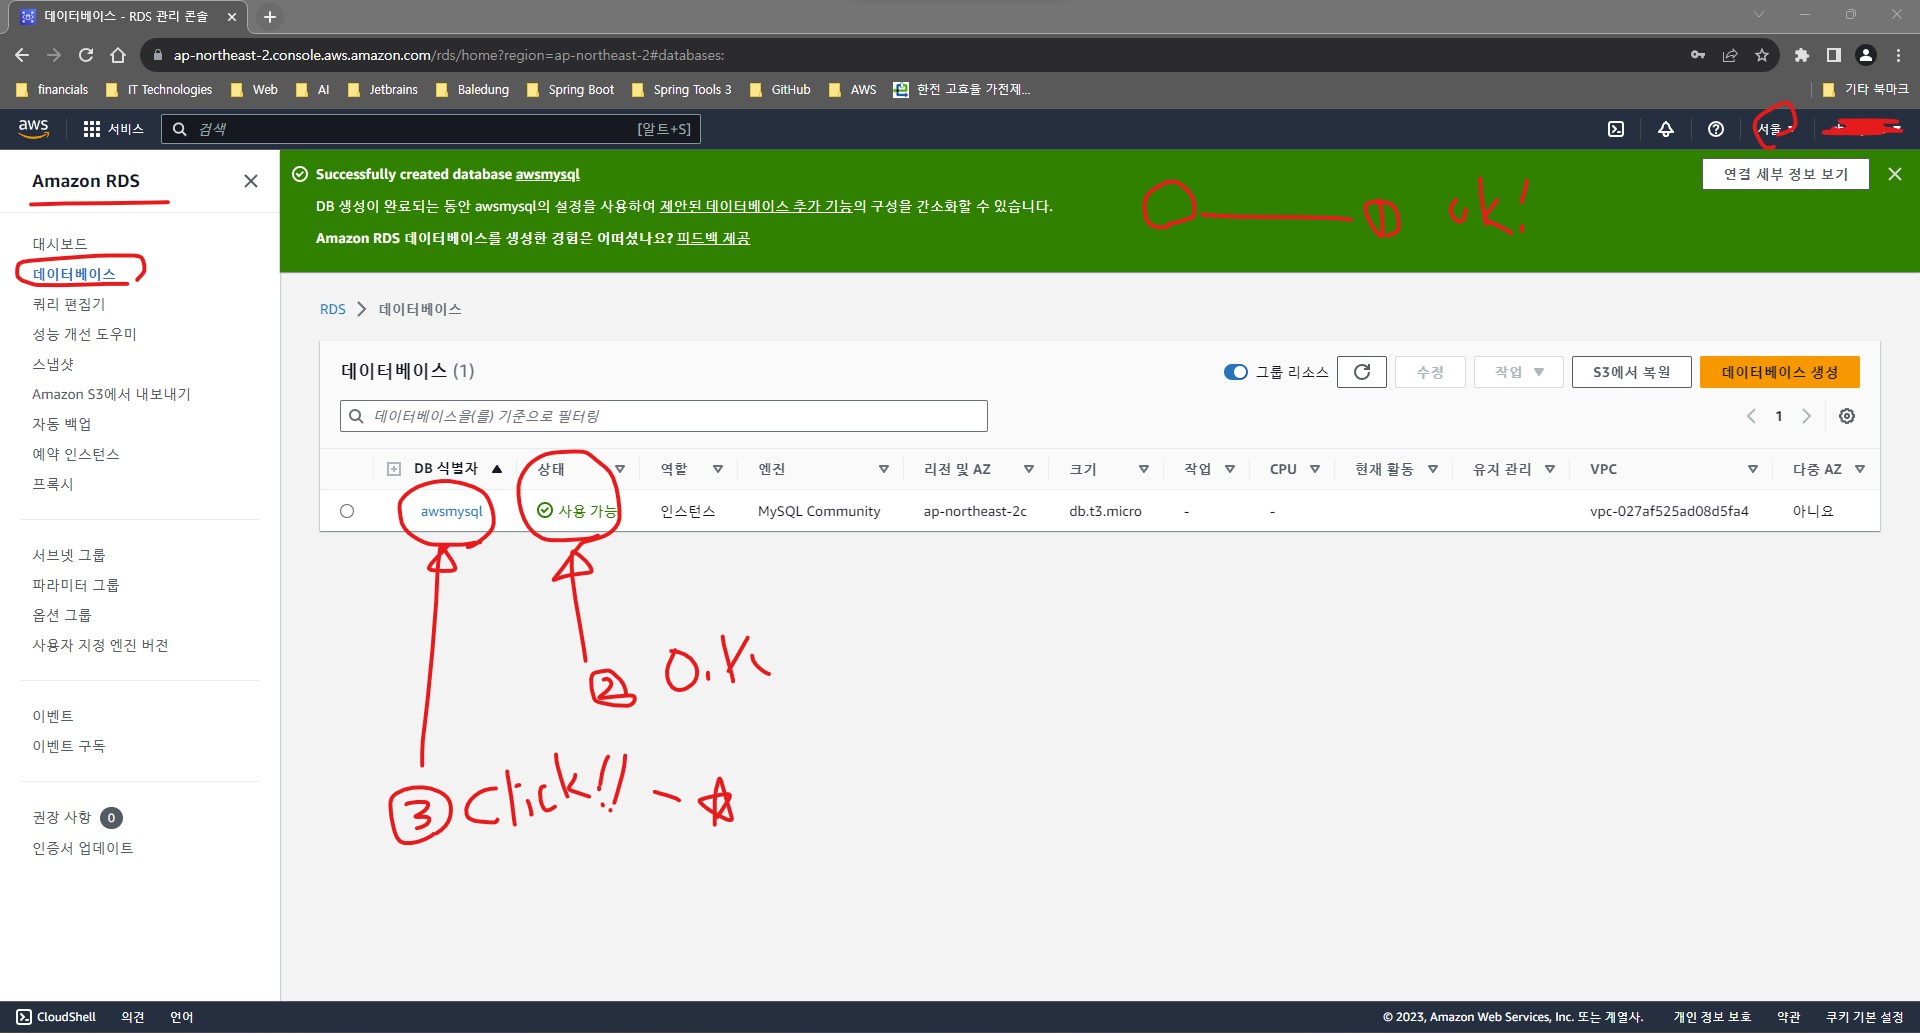 데이터베이스 - RDS 관리 콘솔
ap-northeast-2.console.aws.amazon.com/rds/home?region=ap-northeast-2#databases:
financials IT Technologies Web AI Jetbrains Baledung Spring Boot Spring Tools 3 GitHub AWS 한전 고효율 가전제... 기타 북마크
aws 서비스 검색 [알트+S] 서울
Amazon RDS
대시보드
데이터베이스
쿼리 편집기
성능 개선 도우미
스냅샷
Amazon S3에서 내보내기
자동 백업
예약 인스턴스
프록시
서브넷 그룹
파라미터 그룹
옵션 그룹
사용자 지정 엔진 버전
이벤트
이벤트 구독
권장 사항 0
인증서 업데이트
Successfully created database awsmysql
연결 세부 정보 보기
DB 생성이 완료되는 동안 awsmysql의 설정을 사용하여 제안된 데이터베이스 추가 기능의 구성을 간소화할 수 있습니다.
① ok!
Amazon RDS 데이터베이스를 생성한 경험은 어떠셨나요? 피드백 제공
RDS > 데이터베이스
데이터베이스 (1) 그룹 리소스 수정 작업 S3에서 복원 데이터베이스 생성
데이터베이스을(를) 기준으로 필터링 1
DB 식별자 상태 역할 엔진 리전 및 AZ 크기 작업 CPU 현재 활동 유지 관리 VPC 다중 AZ
awsmysql 사용 가능 인스턴스 MySQL Community ap-northeast-2c db.t3.micro - - vpc-027af525ad08d5fa4 아니요
② O.K
③ Click!! - ☆
CloudShell 의견 언어 © 2023, Amazon Web Services, Inc. 또는 계열사. 개인 정보 보호 약관 쿠키 기본 설정